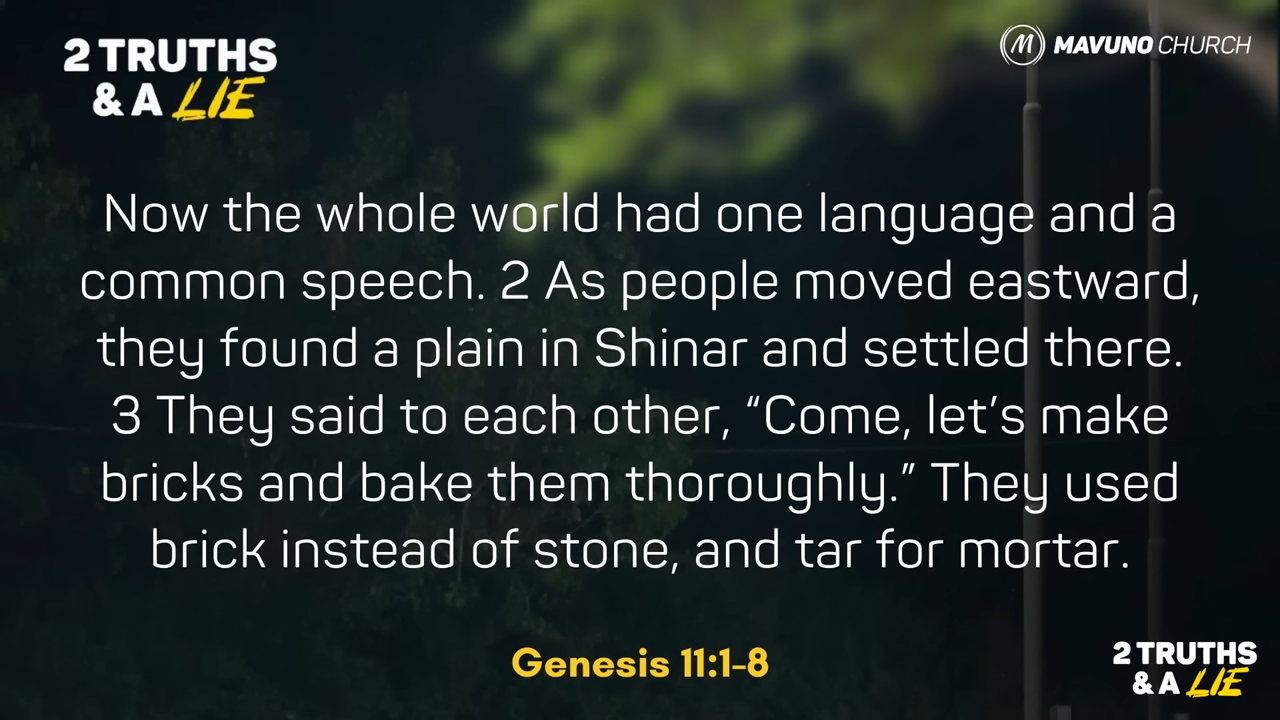 2 TRUTHS
& A LIE
MAVUNO CHURCH
Now the whole world had one language and a
common speech. 2 As people moved eastward,
they found a plain in Shinar and settled there.
3 They said to each other, “Come, let’s make
bricks and bake them thoroughly.” They used
brick instead of stone, and tar for mortar.
Genesis 11:1-8
2 TRUTHS
& A LIE